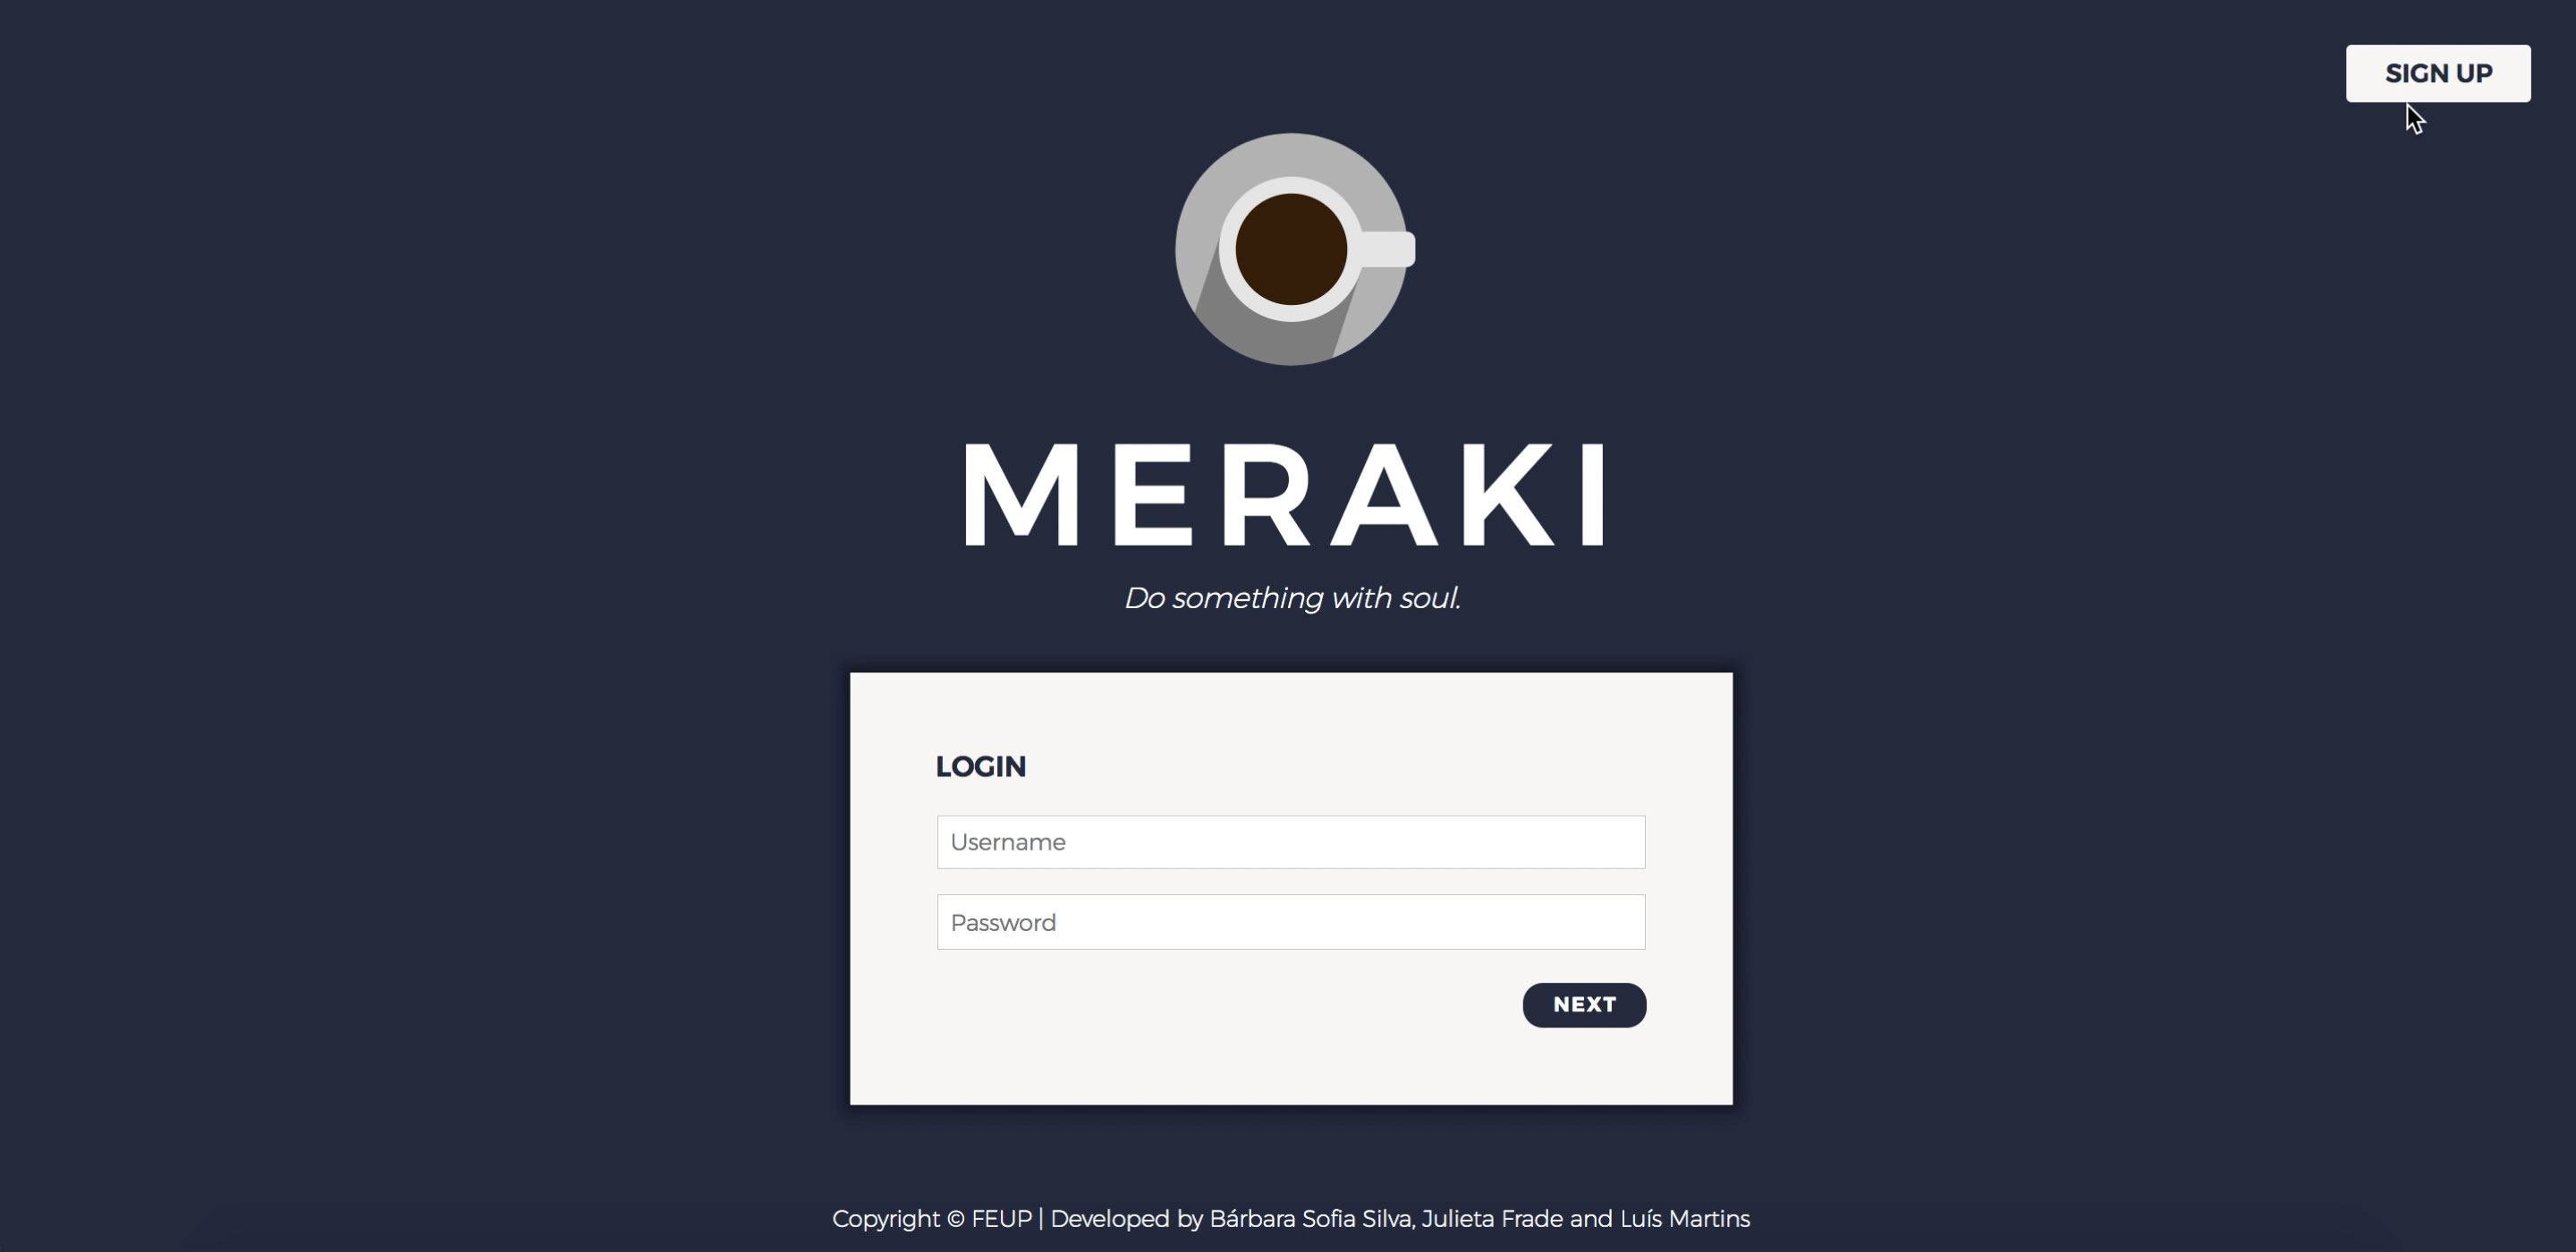 SIGN UP
MERAKI
Do something with soul.
LOGIN
Username
Password
NEXT
Copyright © FEUP | Developed by Bárbara Sofia Silva, Julieta Frade and Luís Martins